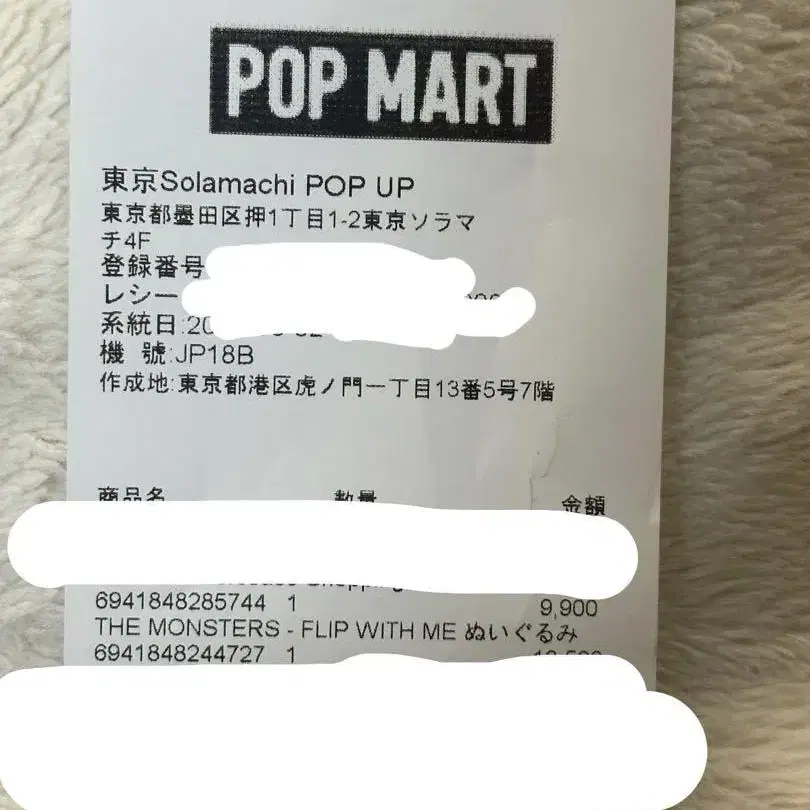 POP MART
東京Solamachi POP UP
東京都墨田区押1丁目1-2東京ソラマ
チ4F
登録番号
レシー
系統日:20
機 號:JP18B
作成地:東京都港区虎ノ門一丁目13番5号7階
商品名 数量 金額
6941848285744 1 9,900
THE MONSTERS - FLIP WITH ME ぬいぐるみ
6941848244727 1